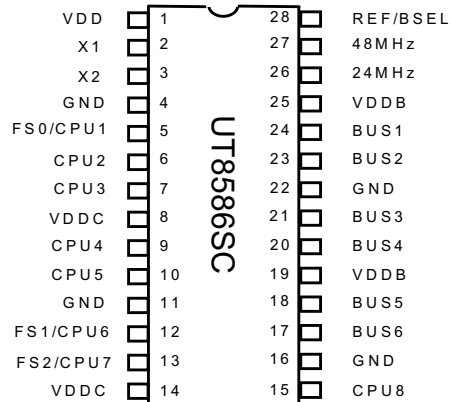 VDD 1 28 REF/BSEL
X1 2 27 48MHz
X2 3 26 24MHz
GND 4 25 VDDB
FS0/CPU1 5 24 BUS1
CPU2 6 23 BUS2
CPU3 7 22 GND
VDDC 8 21 BUS3
CPU4 9 20 BUS4
CPU5 10 19 VDDB
GND 11 18 BUS5
FS1/CPU6 12 17 BUS6
FS2/CPU7 13 16 GND
VDDC 14 15 CPU8
UT8586SC